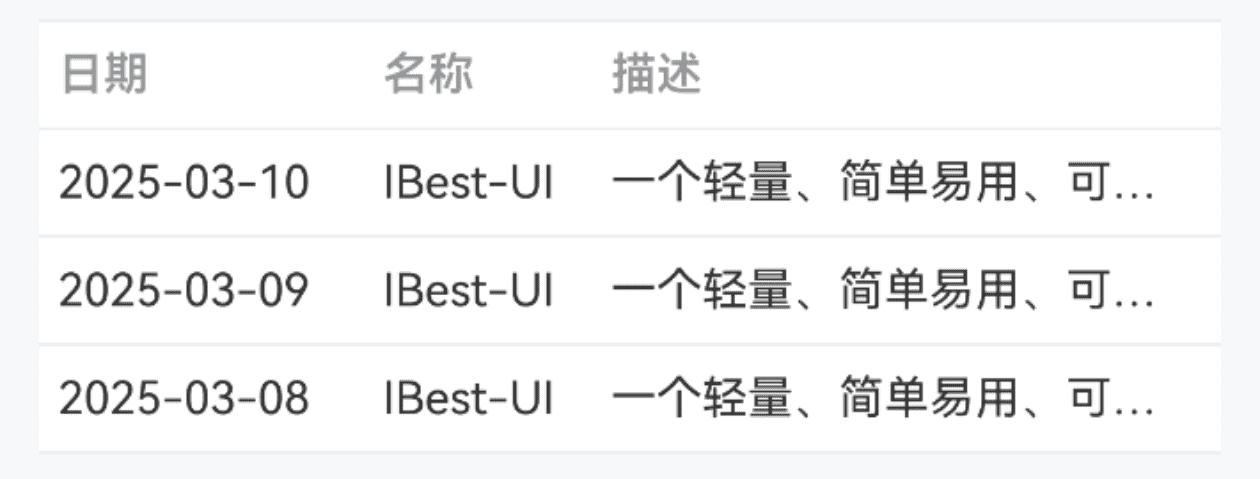 日期 名称 描述
2025-03-10 IBest-UI 一个轻量、简单易用、可...
2025-03-09 IBest-UI 一个轻量、简单易用、可...
2025-03-08 IBest-UI 一个轻量、简单易用、可...